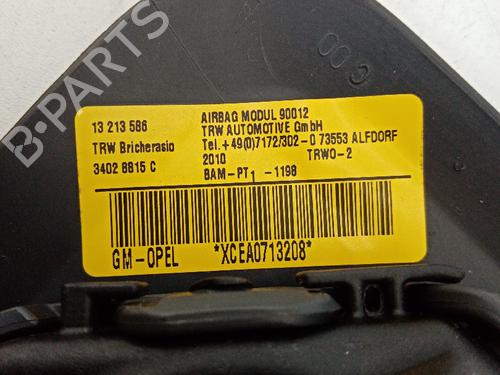 13 213 586
TRW Bricherasio
3402 8815 C
AIRBAG MODUL 90012
TRW AUTOMOTIVE GmbH
Tel.+49(0)7172/302-0 73553 ALFDORF
2010 TRWO-2
BAM-PT1 -1198
GM-OPEL *XCEA0713208*
C 00
B-PARTS